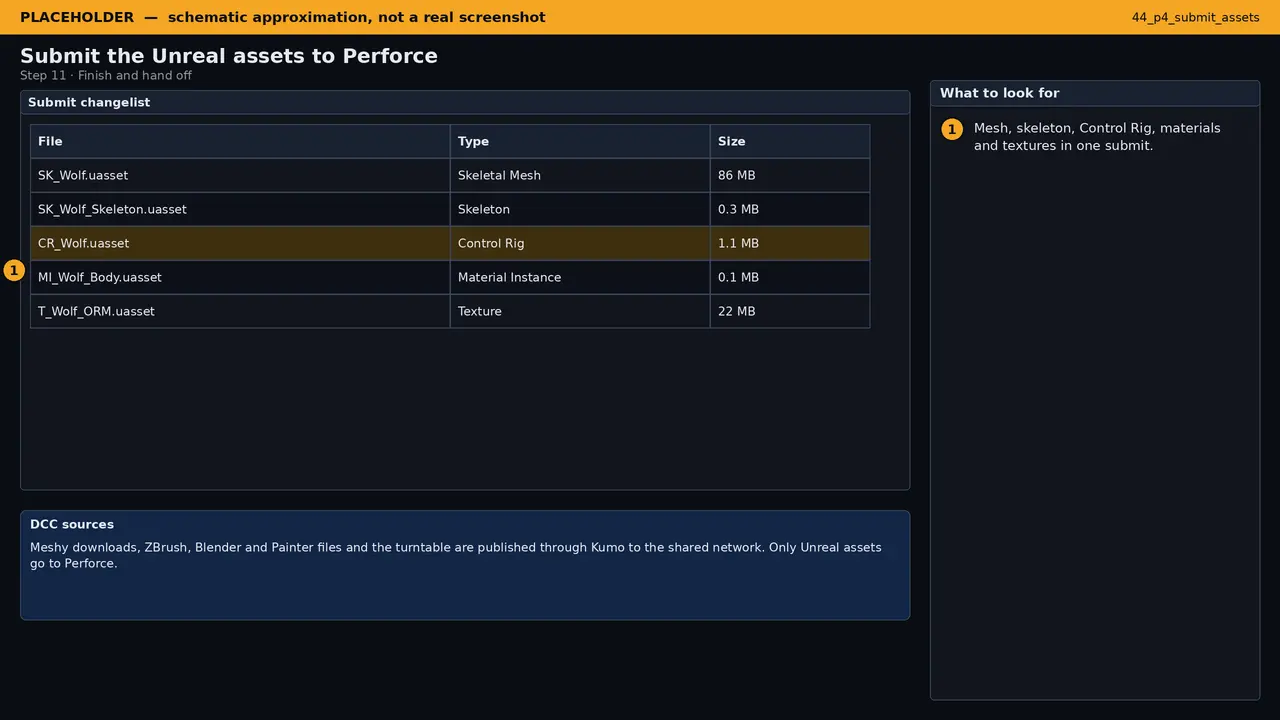 PLACEHOLDER — schematic approximation, not a real screenshot
44_p4_submit_assets
Submit the Unreal assets to Perforce
Step 11 · Finish and hand off
Submit changelist
File Type Size
SK_Wolf.uasset Skeletal Mesh 86 MB
SK_Wolf_Skeleton.uasset Skeleton 0.3 MB
CR_Wolf.uasset Control Rig 1.1 MB
1
MI_Wolf_Body.uasset Material Instance 0.1 MB
T_Wolf_ORM.uasset Texture 22 MB
DCC sources
Meshy downloads, ZBrush, Blender and Painter files and the turntable are published through Kumo to the shared network. Only Unreal assets
go to Perforce.
What to look for
1 Mesh, skeleton, Control Rig, materials
and textures in one submit.